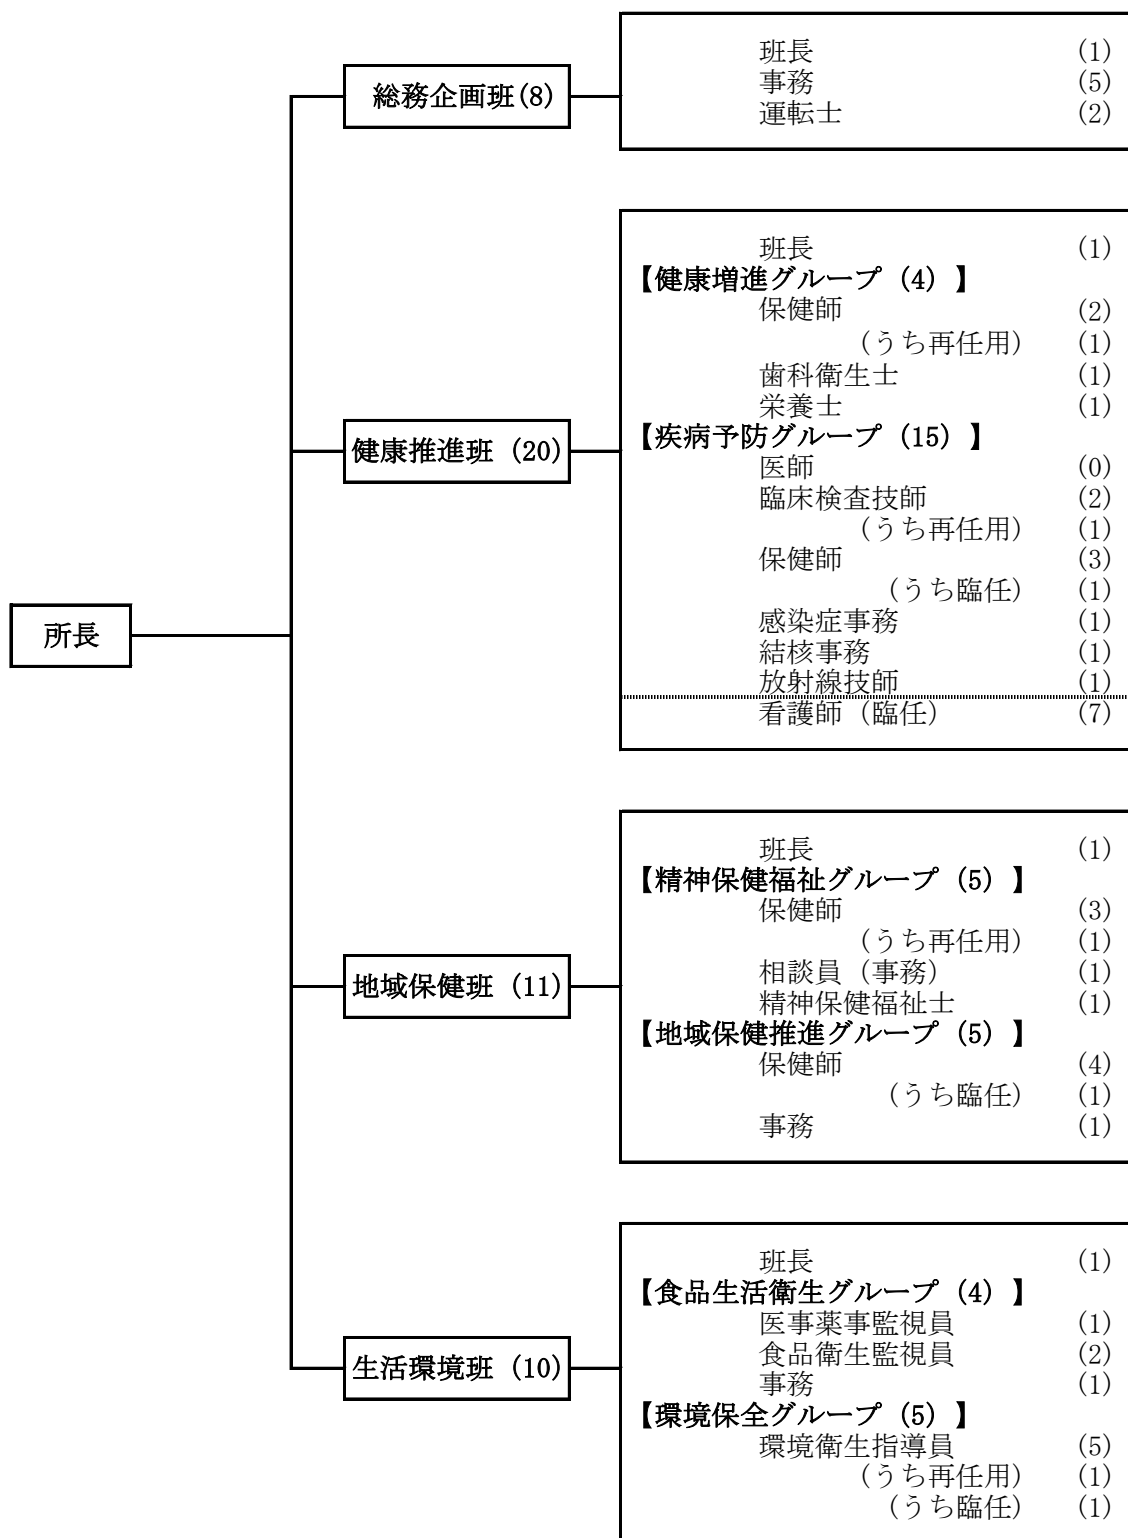 所長
総務企画班(8)
班長 (1)
事務 (5)
運転士 (2)
健康推進班 (20)
班長 (1)
【健康増進グループ (4) 】
保健師 (2)
(うち再任用) (1)
歯科衛生士 (1)
栄養士 (1)
【疾病予防グループ (15) 】
医師 (0)
臨床検査技師 (2)
(うち再任用) (1)
保健師 (3)
(うち臨任) (1)
感染症事務 (1)
結核事務 (1)
放射線技師 (1)
看護師 (臨任) (7)
地域保健班 (11)
班長 (1)
【精神保健福祉グループ (5) 】
保健師 (3)
(うち再任用) (1)
相談員 (事務) (1)
精神保健福祉士 (1)
【地域保健推進グループ (5) 】
保健師 (4)
(うち臨任) (1)
事務 (1)
生活環境班 (10)
班長 (1)
【食品生活衛生グループ (4) 】
医事薬事監視員 (1)
食品衛生監視員 (2)
事務 (1)
【環境保全グループ (5) 】
環境衛生指導員 (5)
(うち再任用) (1)
(うち臨任) (1)